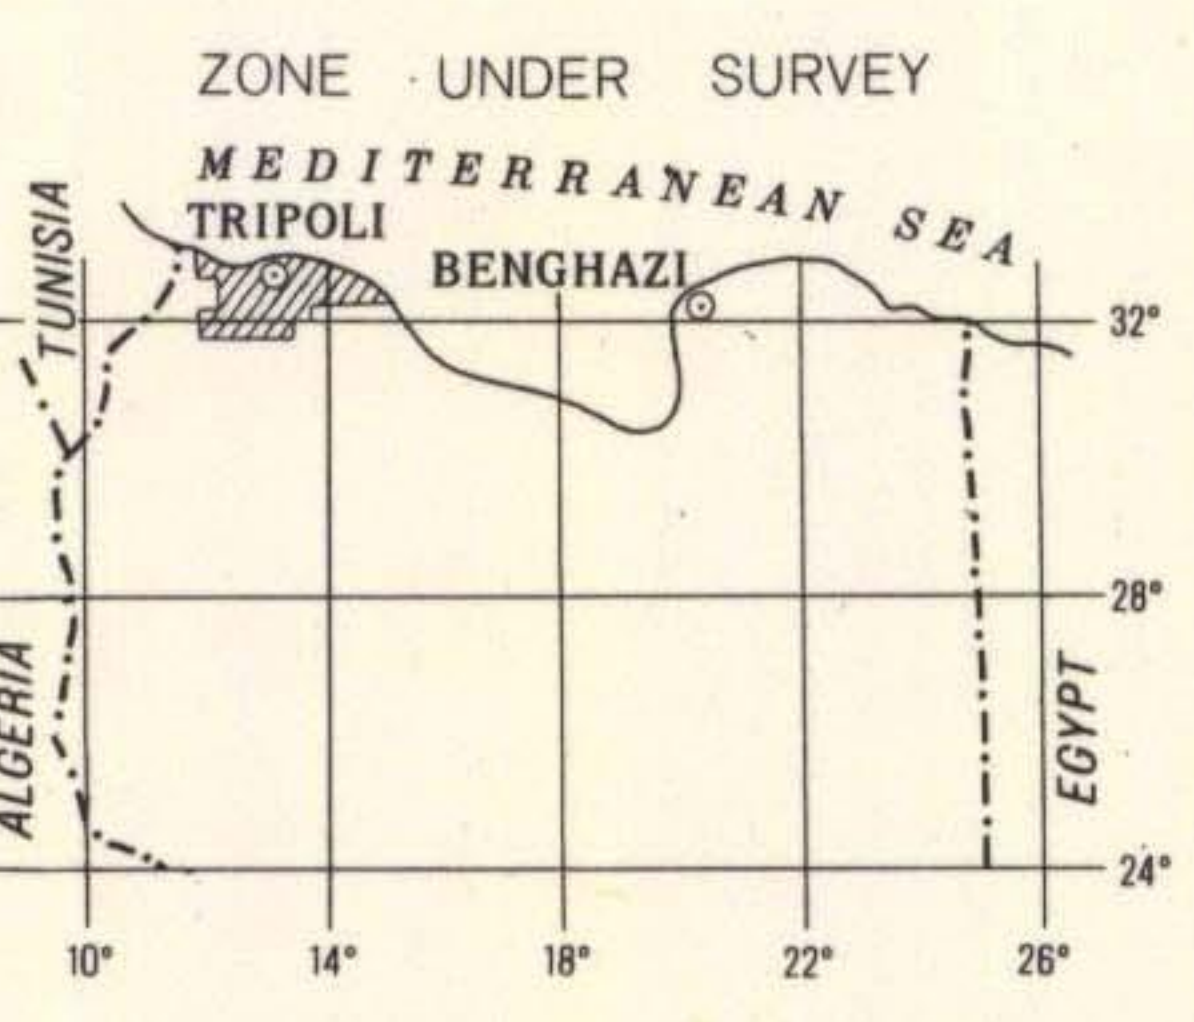 ZONE UNDER SURVEY
MEDITERRANEAN SEA
TUNISIA
TRIPOLI
BENGHAZI
32°
28°
ALGERIA
EGYPT
24°
10° 14° 18° 22° 26°